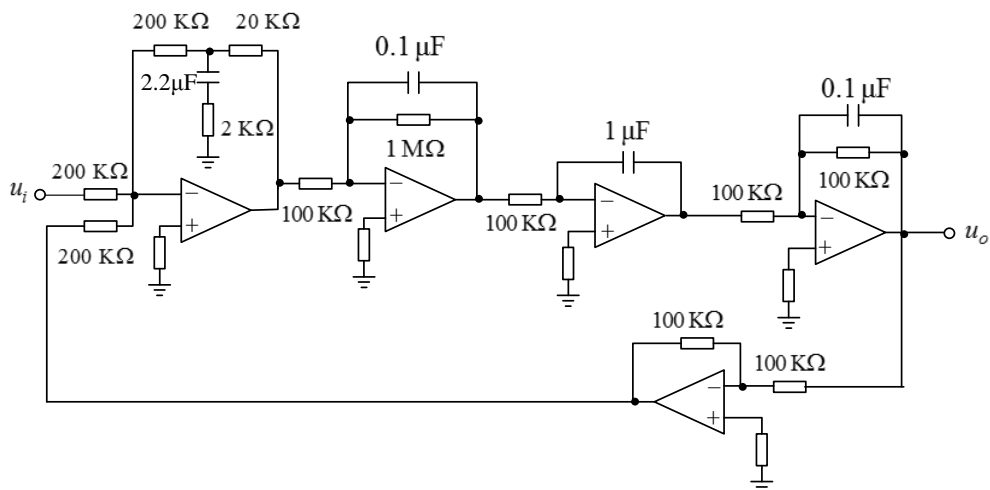 200 KΩ 20 KΩ
2.2μF
2 KΩ
200 KΩ
u_i
200 KΩ
−
+
0.1 μF
1 MΩ
100 KΩ
−
+
1 μF
100 KΩ
−
+
0.1 μF
100 KΩ
100 KΩ
−
+
u_o
100 KΩ
100 KΩ
−
+